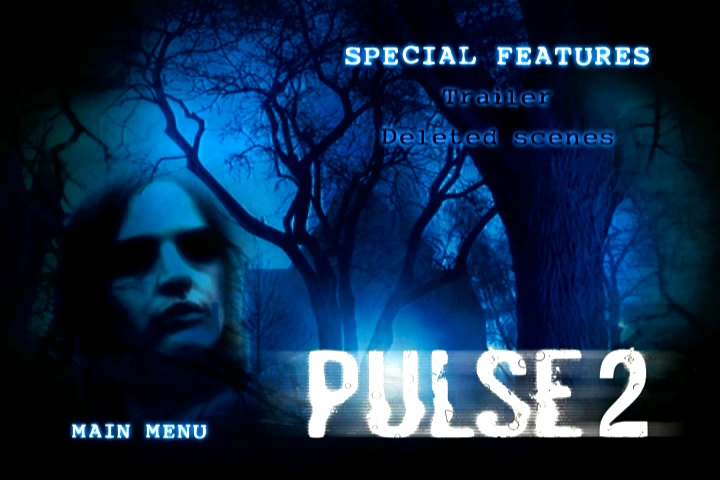 SPECIAL FEATURES
Trailer
Deleted scenes
PULSE 2
MAIN MENU